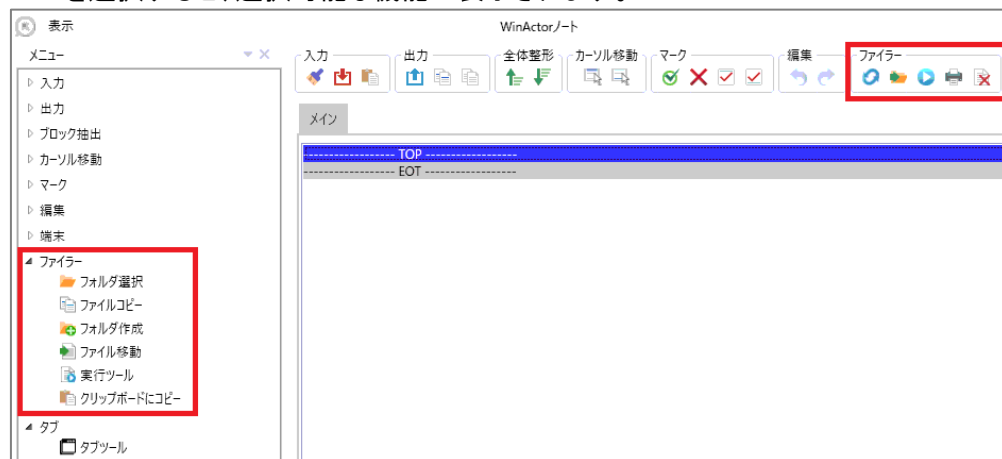 表示
WinActorノート
メニュー
入力
出力
全体整形
カーソル移動
マーク
編集
ファイラー
▷ 入力
▷ 出力
▷ ブロック抽出
▷ カーソル移動
▷ マーク
▷ 編集
▷ 端末
ファイラー
フォルダ選択
ファイルコピー
フォルダ作成
ファイル移動
実行ツール
クリップボードにコピー
タブ
タブツール
メイン
------------------ TOP ------------------
------------------ EOT ------------------